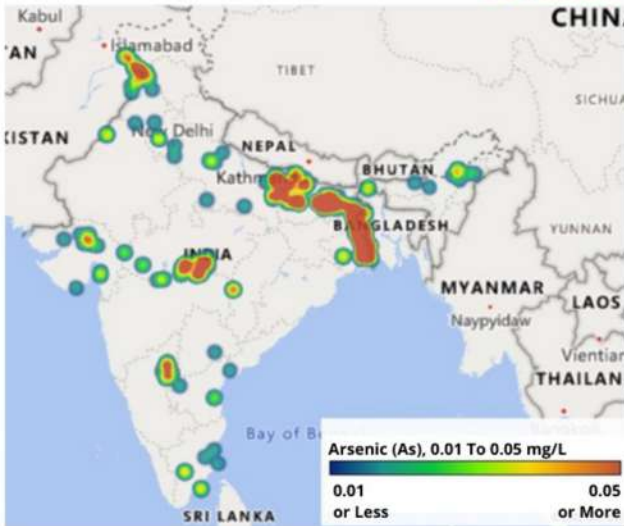 Kabul
CHIN
Islamabad
TAN
TIBET
SICHUA
KISTAN
New Delhi
NEPAL
BHUTAN
Kathm
BANGLADESH
YUNNAN
INDIA
MYANMAR
LAOS
Naypyidaw
Vientian
THAILAN
Bay of Be
Arsenic (As), 0.01 To 0.05 mg/L
0.01 0.05
or Less or More
SRI LANKA